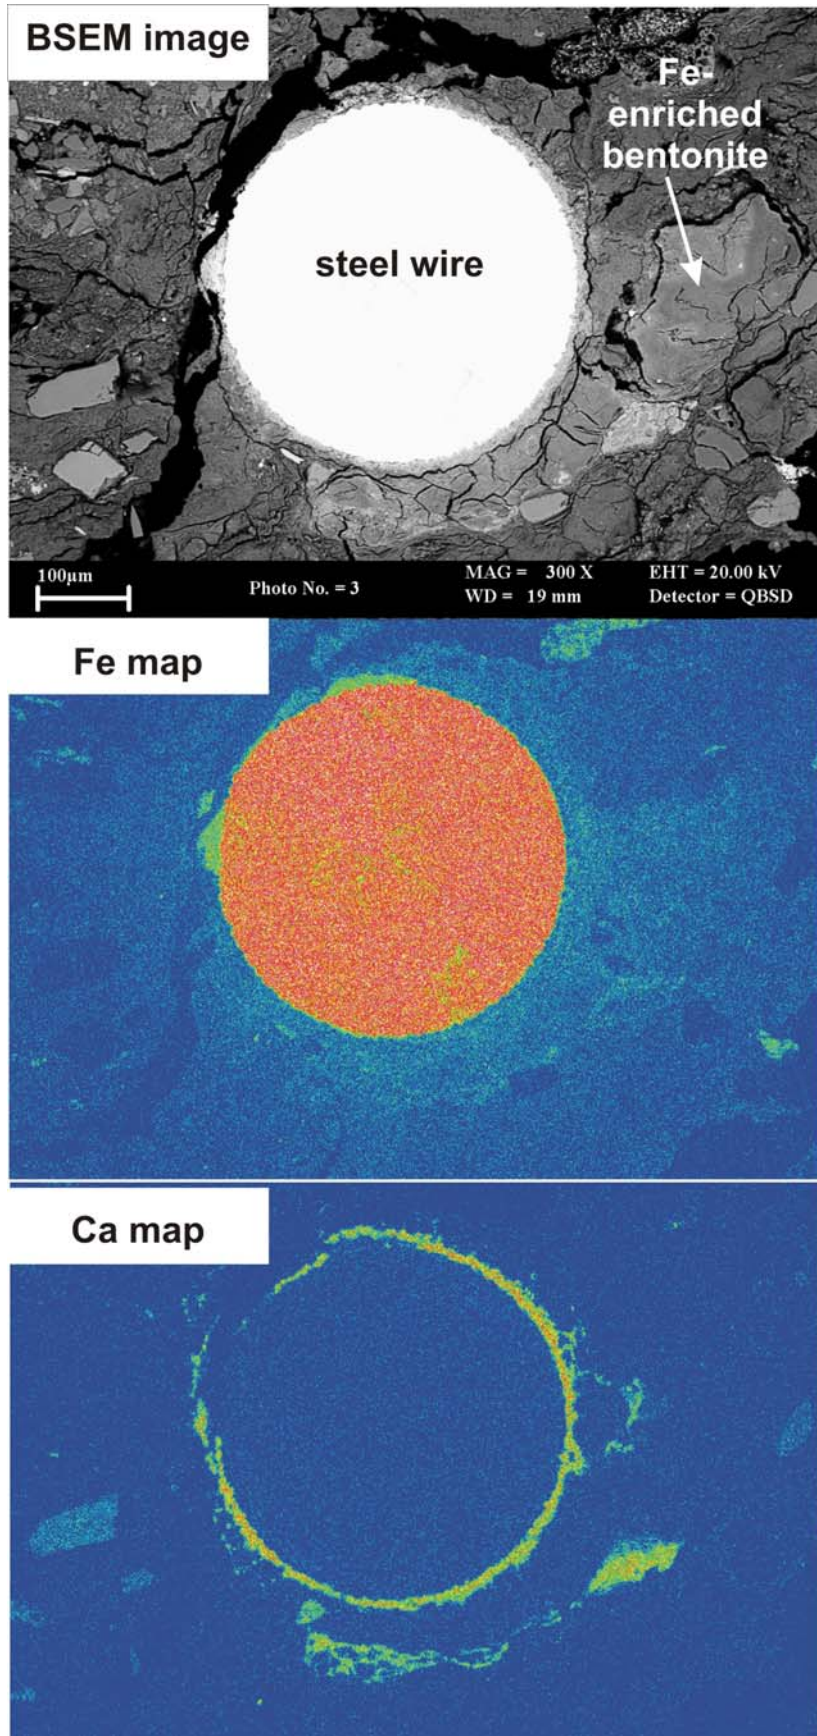 BSEM image
Fe-
enriched
bentonite
steel wire
100µm
Photo No. = 3
MAG = 300 X
EHT = 20.00 kV
WD = 19 mm
Detector = QBSD
Fe map
Ca map